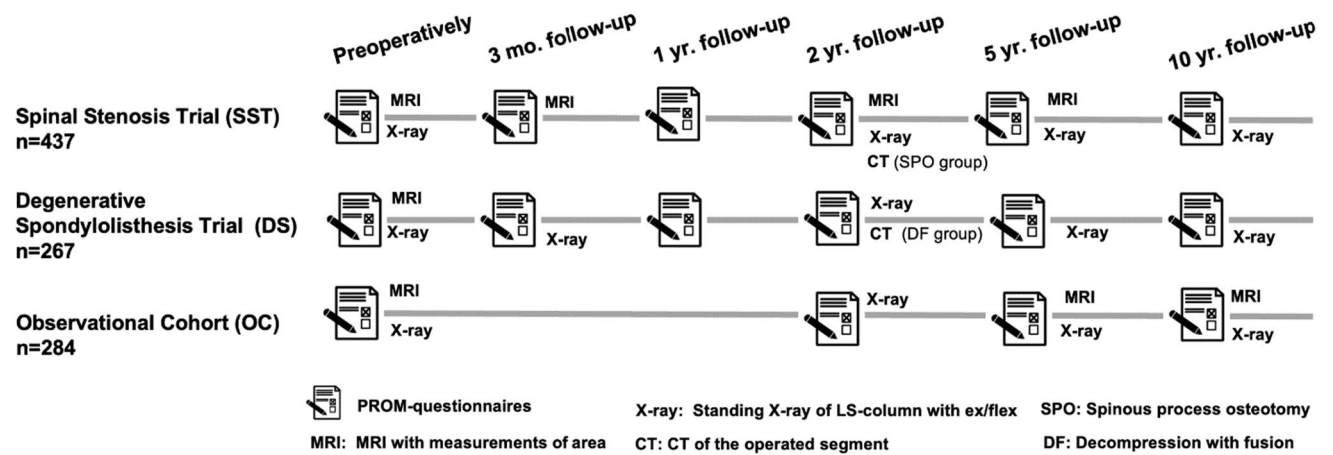 Preoperatively
3 mo. follow-up
1 yr. follow-up
2 yr. follow-up
5 yr. follow-up
10 yr. follow-up
Spinal Stenosis Trial (SST)
n=437
MRI
X-ray
MRI
MRI
X-ray
CT (SPO group)
MRI
X-ray
X-ray
Degenerative
Spondylolisthesis Trial (DS)
n=267
MRI
X-ray
X-ray
X-ray
CT (DF group)
X-ray
X-ray
Observational Cohort (OC)
n=284
MRI
X-ray
X-ray
MRI
X-ray
MRI
X-ray
PROM-questionnaires
X-ray: Standing X-ray of LS-column with ex/flex
SPO: Spinous process osteotomy
MRI: MRI with measurements of area
CT: CT of the operated segment
DF: Decompression with fusion